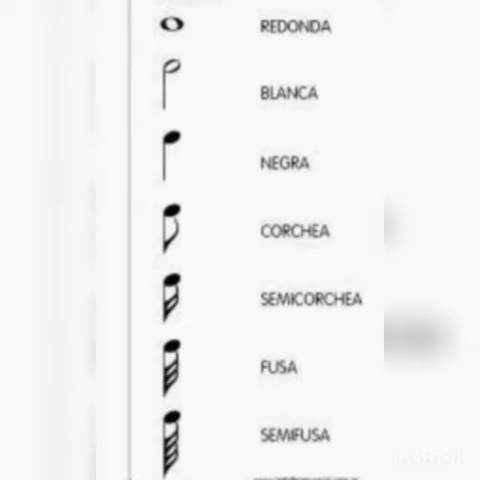 REDONDA
BLANCA
NEGRA
CORCHEA
SEMICORCHEA
FUSA
SEMIFUSA